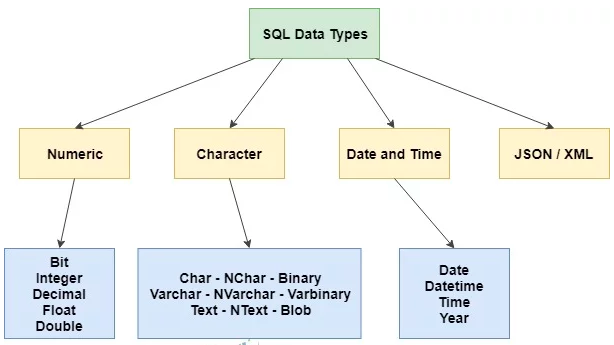 SQL Data Types
Numeric
Character
Date and Time
JSON / XML
Bit
Integer
Decimal
Float
Double
Char - NChar - Binary
Varchar - NVarchar - Varbinary
Text - NText - Blob
Date
Datetime
Time
Year